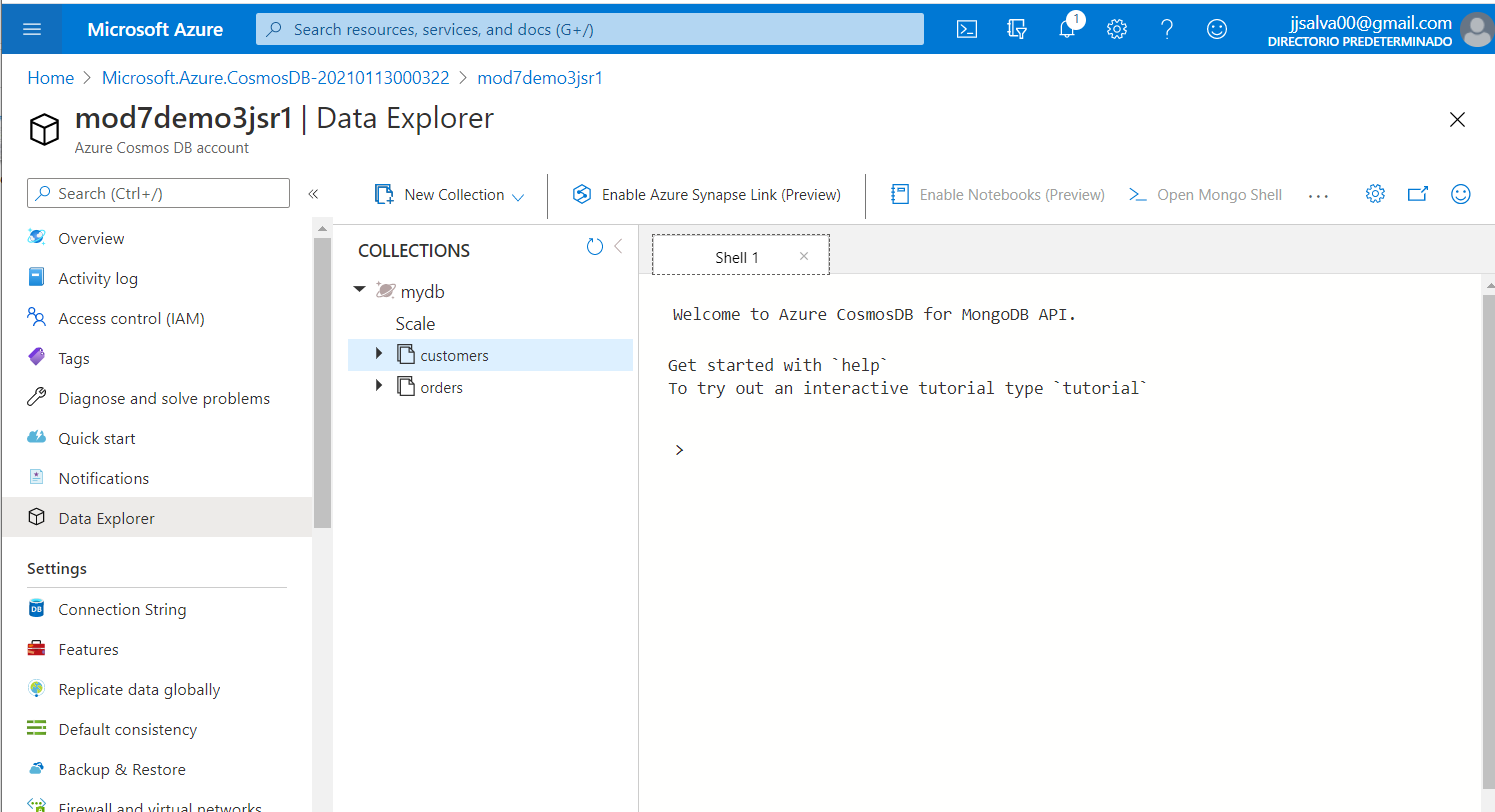 Microsoft Azure
Search resources, services, and docs (G+/)
1
jjsalva00@gmail.com
DIRECTORIO PREDETERMINADO
Home > Microsoft.Azure.CosmosDB-20210113000322 > mod7demo3jsr1
mod7demo3jsr1 | Data Explorer
Azure Cosmos DB account
Search (Ctrl+/)
«
Overview
Activity log
Access control (IAM)
Tags
Diagnose and solve problems
Quick start
Notifications
Data Explorer
Settings
Connection String
Features
Replicate data globally
Default consistency
Backup & Restore
Firewall and virtual networks
New Collection
Enable Azure Synapse Link (Preview)
Enable Notebooks (Preview)
Open Mongo Shell
...
COLLECTIONS
mydb
Scale
customers
orders
Shell 1
Welcome to Azure CosmosDB for MongoDB API.
Get started with `help`
To try out an interactive tutorial type `tutorial`
>